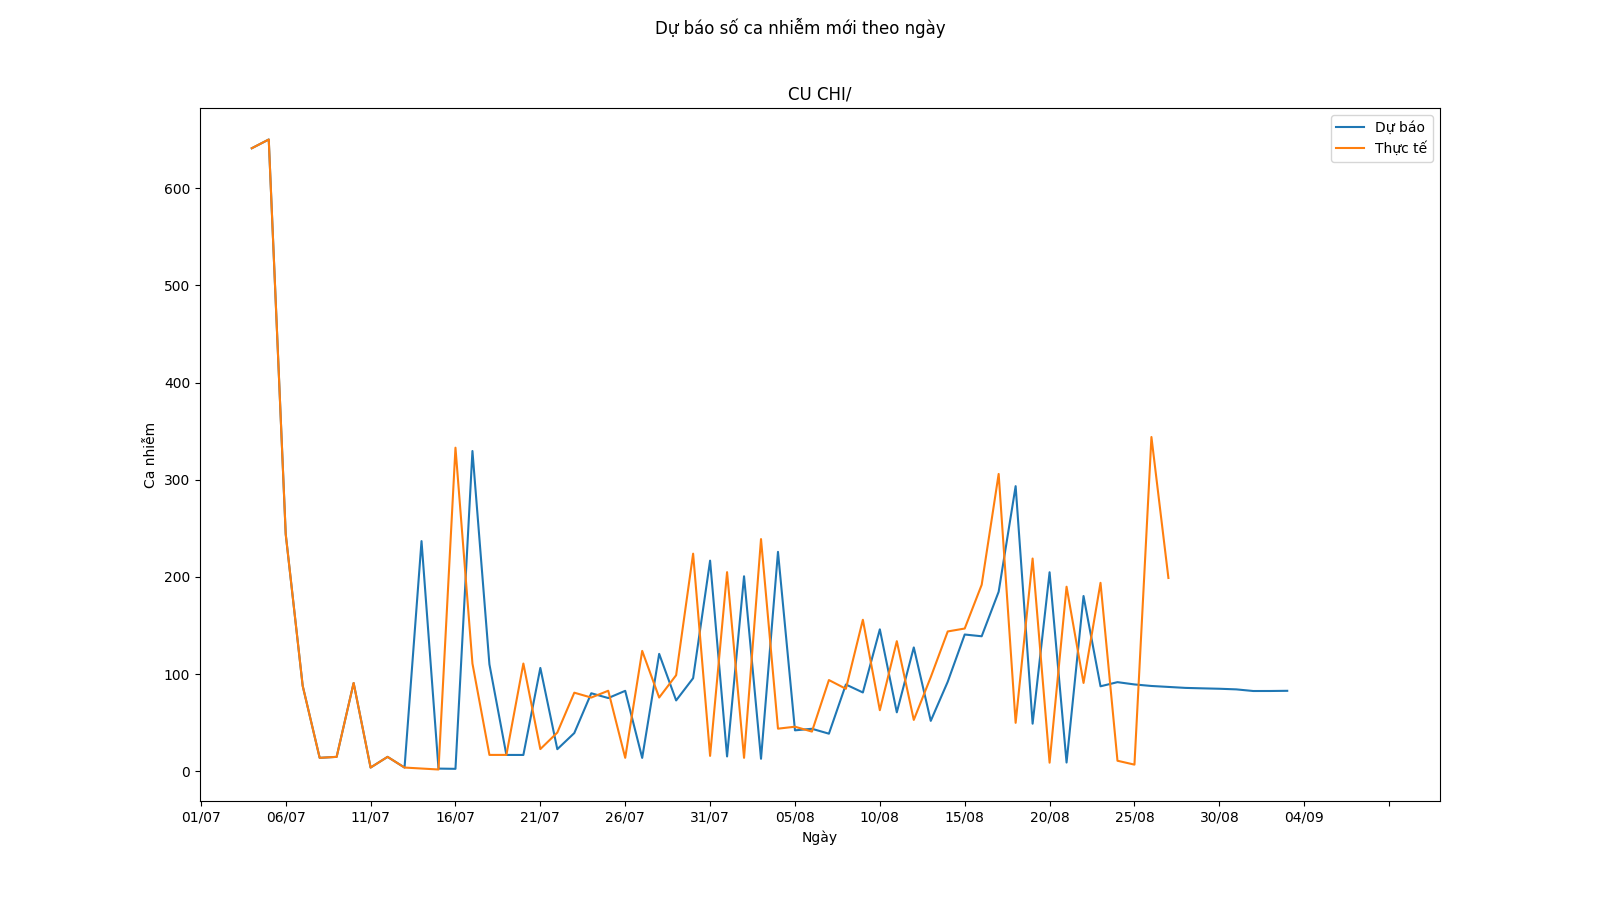 Dự báo số ca nhiễm mới theo ngày
CU CHI/
Dự báo
Thực tế
600
500
400
300
200
100
0
Ca nhiễm
01/07 06/07 11/07 16/07 21/07 26/07 31/07 05/08 10/08 15/08 20/08 25/08 30/08 04/09
Ngày